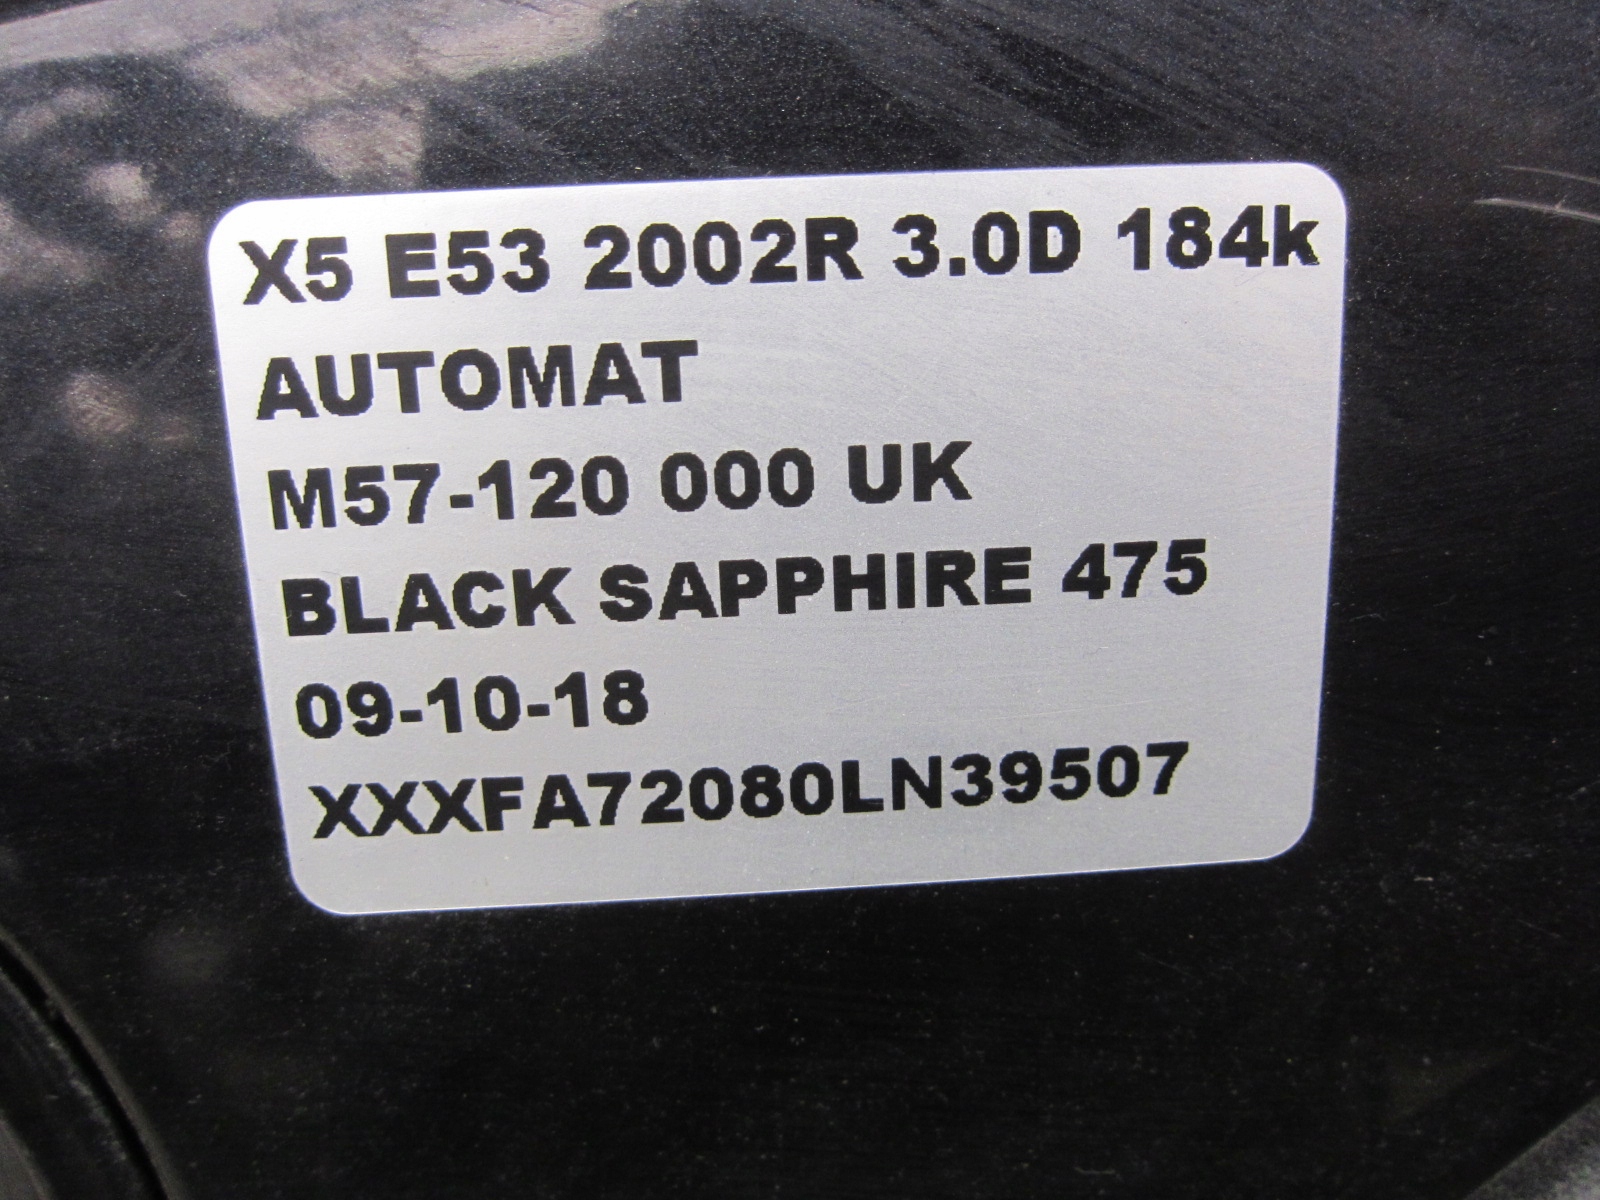 X5 E53 2002R 3.0D 184k
AUTOMAT
M57-120 000 UK
BLACK SAPPHIRE 475
09-10-18
XXXFA72080LN39507